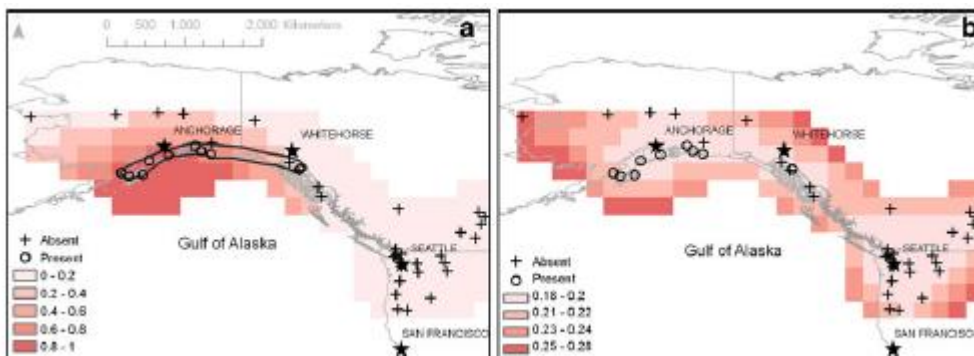 0 500 1,000 2,000 Kilometers
a
ANCHORAGE
WHITEHORSE
Gulf of Alaska
SEATTLE
SAN FRANCISCO
Absent
Present
0 - 0.2
0.2 - 0.4
0.4 - 0.6
0.6 - 0.8
0.8 - 1
b
ANCHORAGE
WHITEHORSE
Gulf of Alaska
SEATTLE
SAN FRANCISCO
Absent
Present
0.18 - 0.2
0.21 - 0.22
0.23 - 0.24
0.25 - 0.28